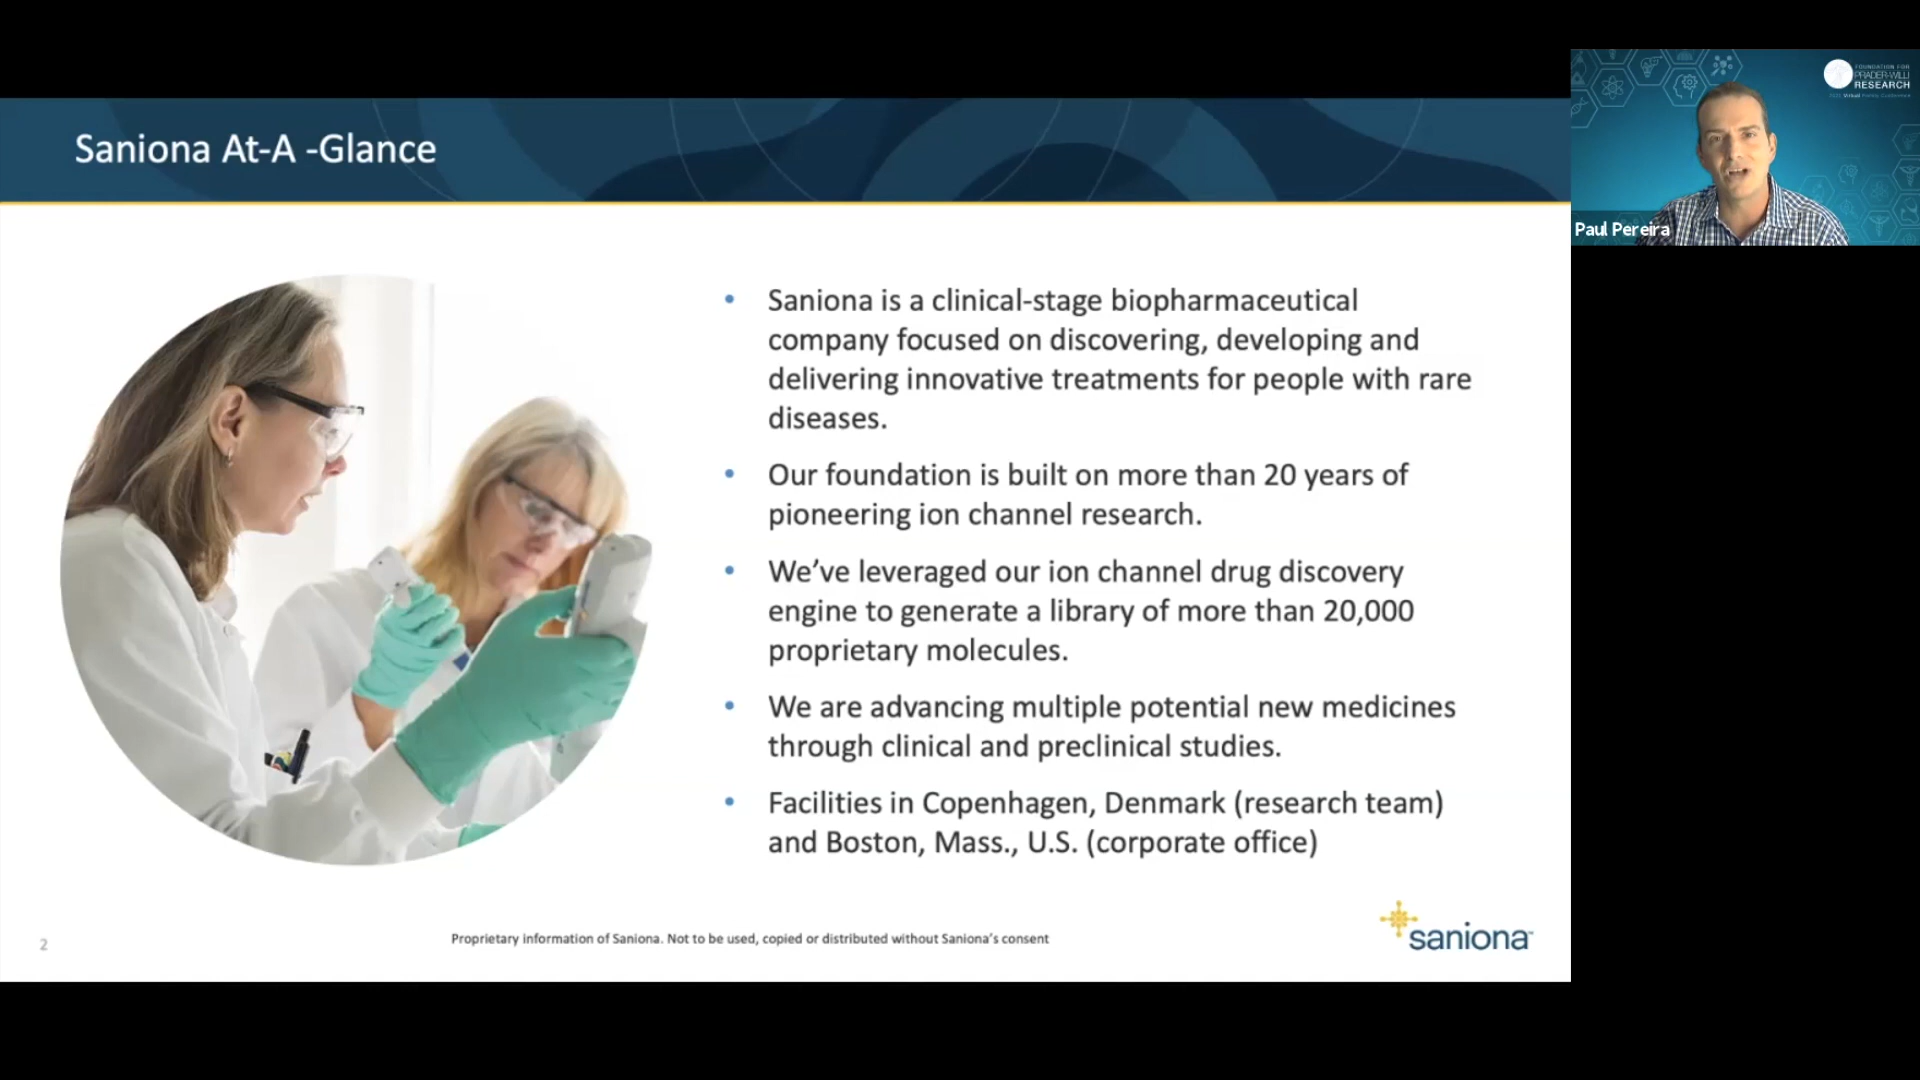 Saniona At-A -Glance
FOUNDATION FOR
PRADER-WILLI
RESEARCH
Paul Pereira
• Saniona is a clinical-stage biopharmaceutical
company focused on discovering, developing and
delivering innovative treatments for people with rare
diseases.
• Our foundation is built on more than 20 years of
pioneering ion channel research.
• We’ve leveraged our ion channel drug discovery
engine to generate a library of more than 20,000
proprietary molecules.
• We are advancing multiple potential new medicines
through clinical and preclinical studies.
• Facilities in Copenhagen, Denmark (research team)
and Boston, Mass., U.S. (corporate office)
2
Proprietary information of Saniona. Not to be used, copied or distributed without Saniona’s consent
saniona